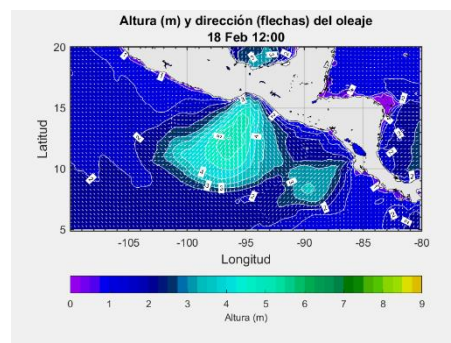 Altura (m) y dirección (flechas) del oleaje
18 Feb 12:00
20
15
10
5
Latitud
-105 -100 -95 -90 -85 -80
Longitud
0 1 2 3 4 5 6 7 8 9
Altura (m)